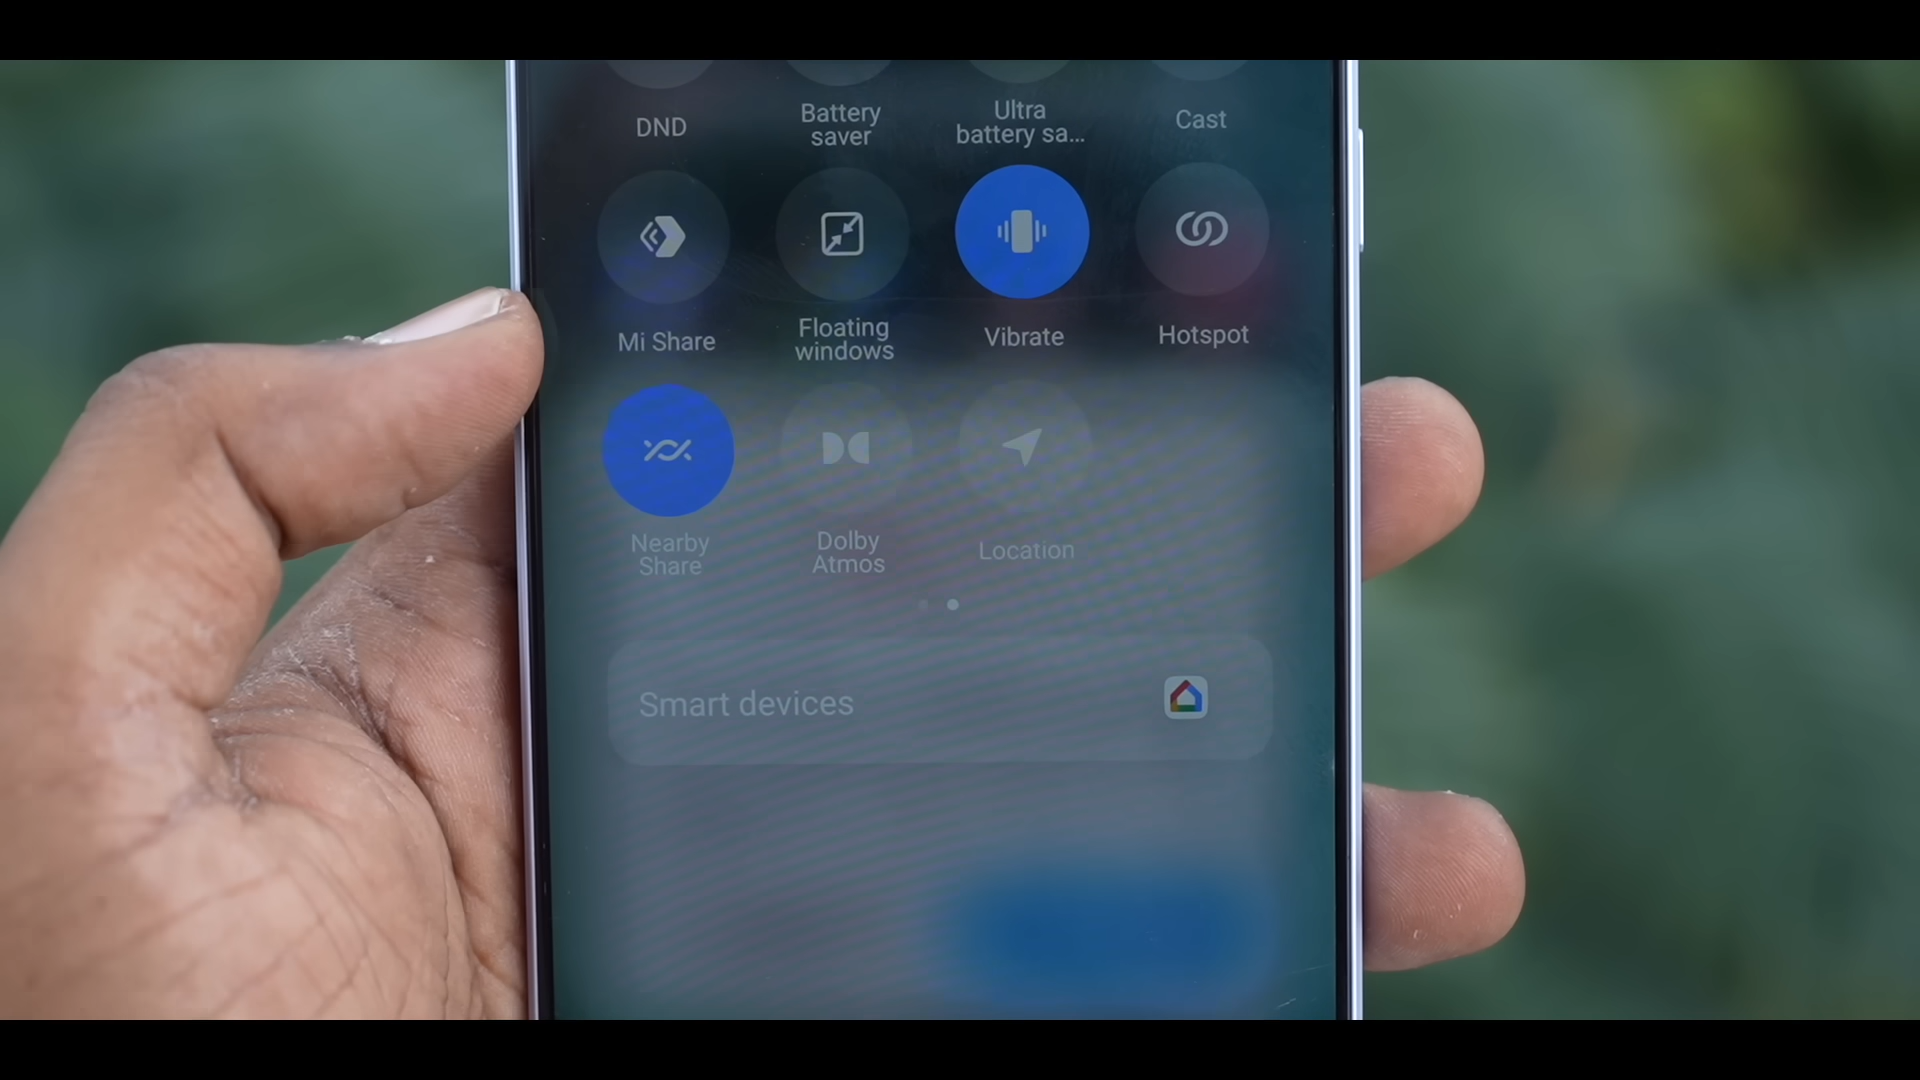 DND
Battery
saver
Ultra
battery sa...
Cast
Mi Share
Floating
windows
Vibrate
Hotspot
Nearby
Share
Dolby
Atmos
Location
Smart devices